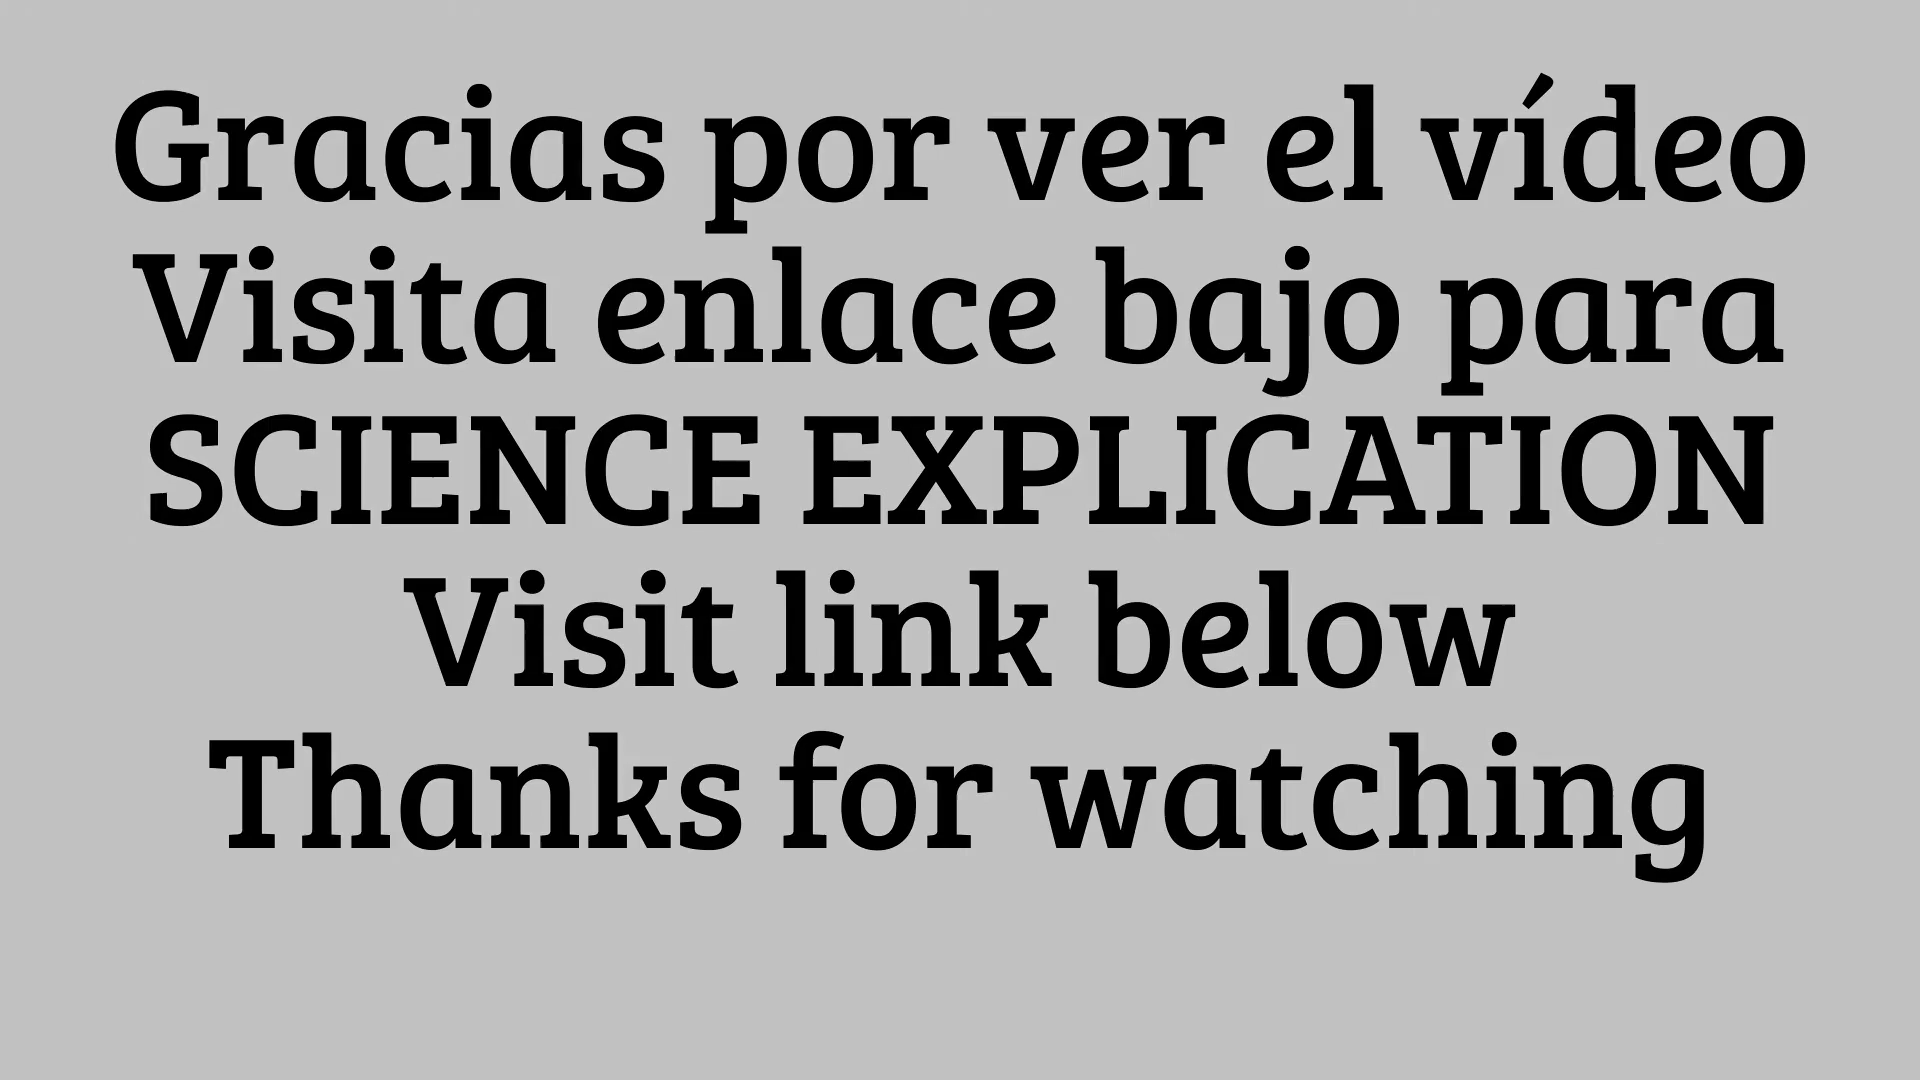 Gracias por ver el vídeo
Visita enlace bajo para
SCIENCE EXPLICATION
Visit link below
Thanks for watching